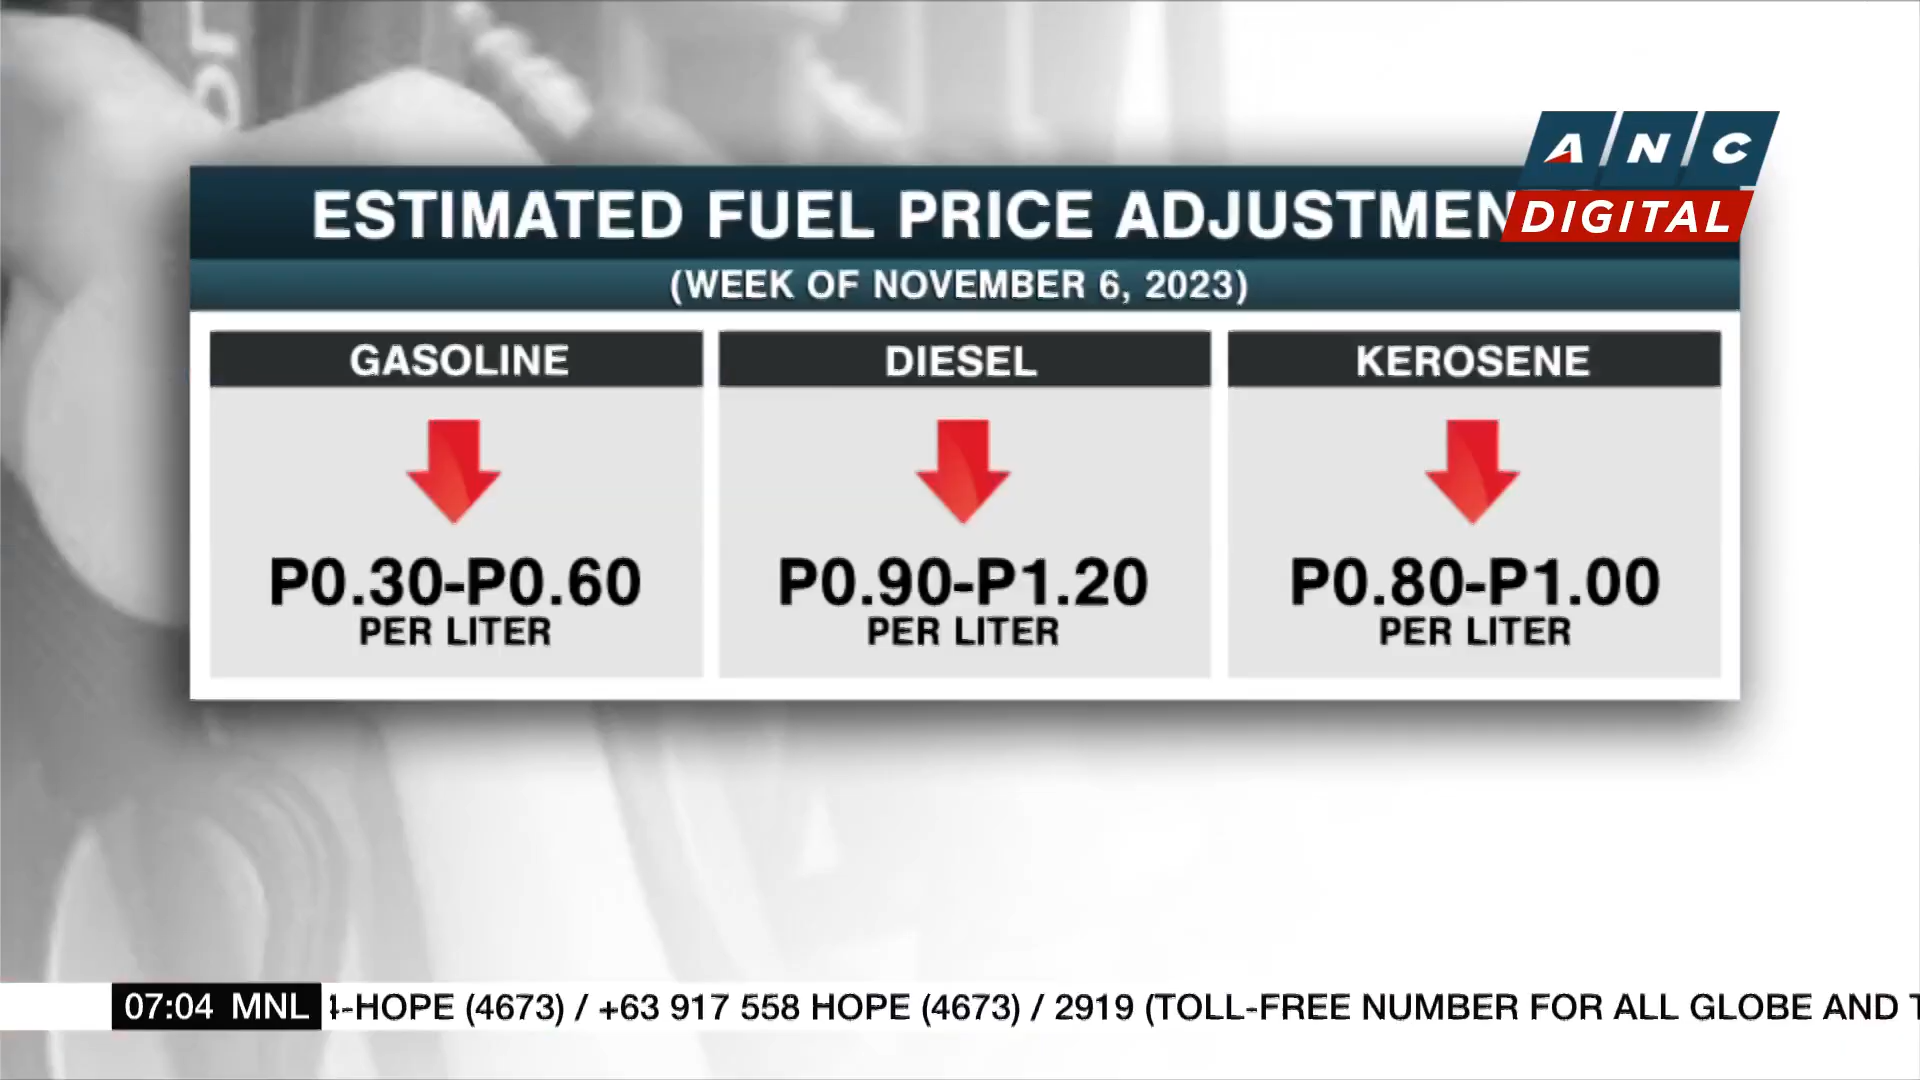 ANC
DIGITAL
ESTIMATED FUEL PRICE
(WEEK OF NOVEMBER 6, 2023)
GASOLINE
DIESEL
KEROSENE
P0.30-P0.60
PER LITER
P0.90-P1.20
PER LITER
P0.80-P1.00
PER LITER
07:04 MNL
-HOPE (4673) / +63 917 558 HOPE (4673) / 2919 (TOLL-FREE NUMBER FOR ALL GLOBE AND